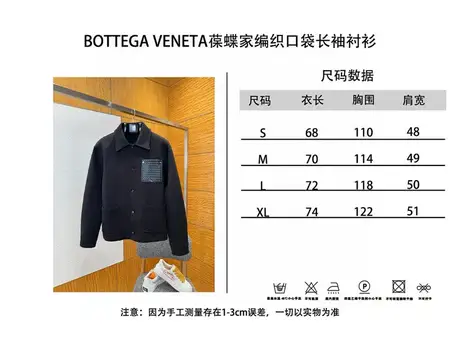 BOTTEGA VENETA葆蝶家编织口袋长袖衬衫
尺码数据
尺码 衣长 胸围 肩宽
S 68 110 48
M 70 114 49
L 72 118 50
XL 74 122 51
注意：因为手工测量存在1-3cm误差，一切以实物为准